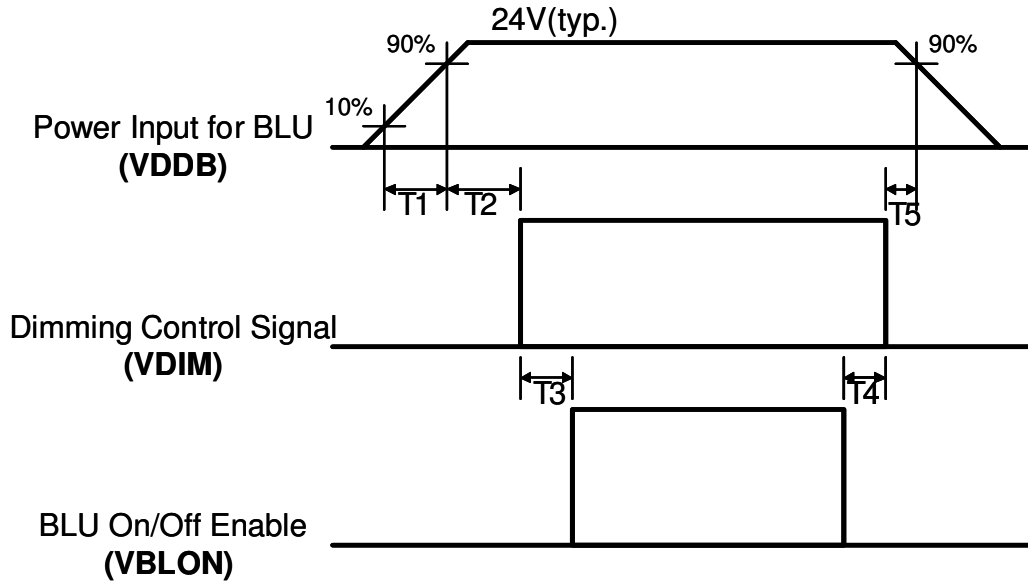 24V(typ.)
90%
90%
10%
Power Input for BLU
(VDDB)
T1
T2
T5
Dimming Control Signal
(VDIM)
T3
T4
BLU On/Off Enable
(VBLON)